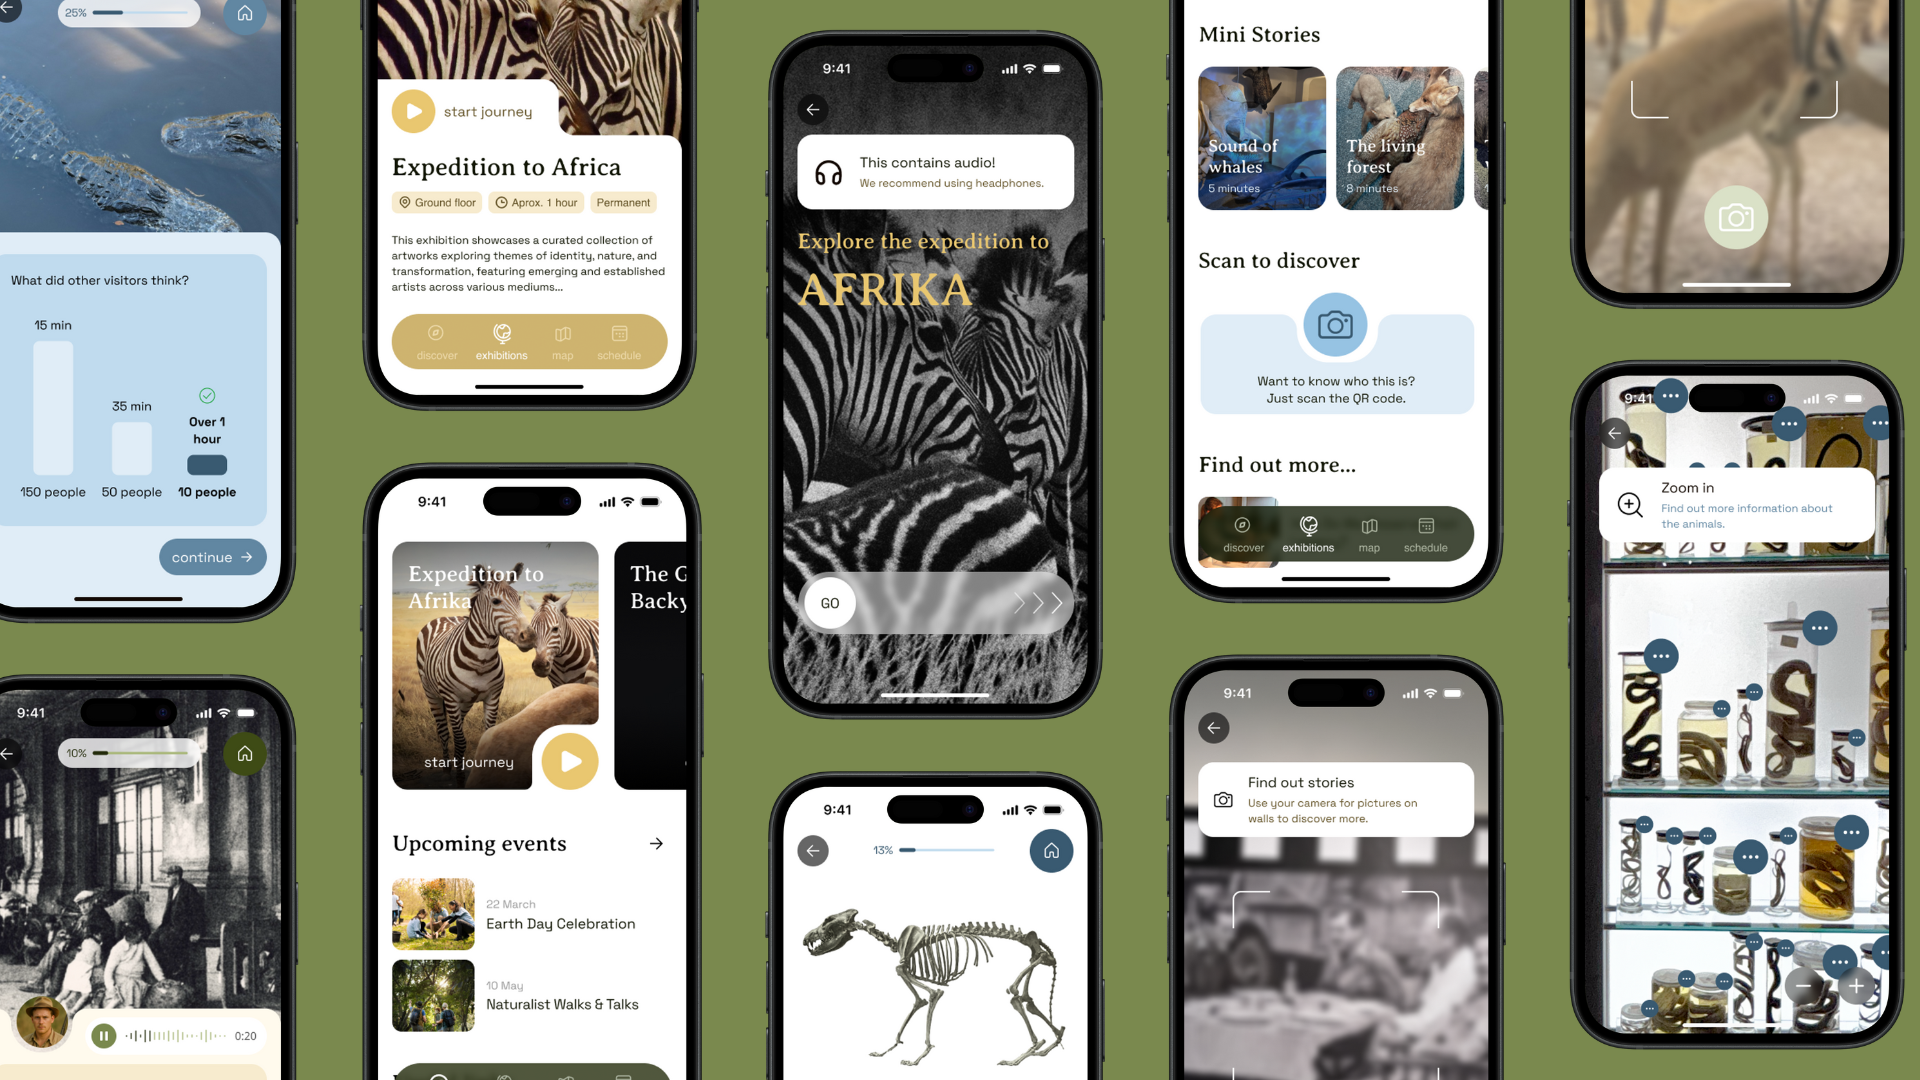 25%
What did other visitors think?
15 min
35 min
Over 1
hour
150 people
50 people
10 people
continue
9:41
10%
0:20
start journey
Expedition to Africa
Ground floor
Aprox. 1 hour
Permanent
This exhibition showcases a curated collection of
artworks exploring themes of identity, nature, and
transformation, featuring emerging and established
artists across various mediums...
discover
exhibitions
map
schedule
9:41
Expedition to
Afrika
start journey
The G
Backy
Upcoming events
22 March
Earth Day Celebration
10 May
Naturalist Walks & Talks
9:41
This contains audio!
We recommend using headphones.
Explore the expedition to
AFRIKA
GO
9:41
13%
Mini Stories
Sound of
whales
5 minutes
The living
forest
8 minutes
Scan to discover
Want to know who this is?
Just scan the QR code.
Find out more...
discover
exhibitions
map
schedule
9:41
Find out stories
Use your camera for pictures on
walls to discover more.
9:41
Zoom in
Find out more information about
the animals.